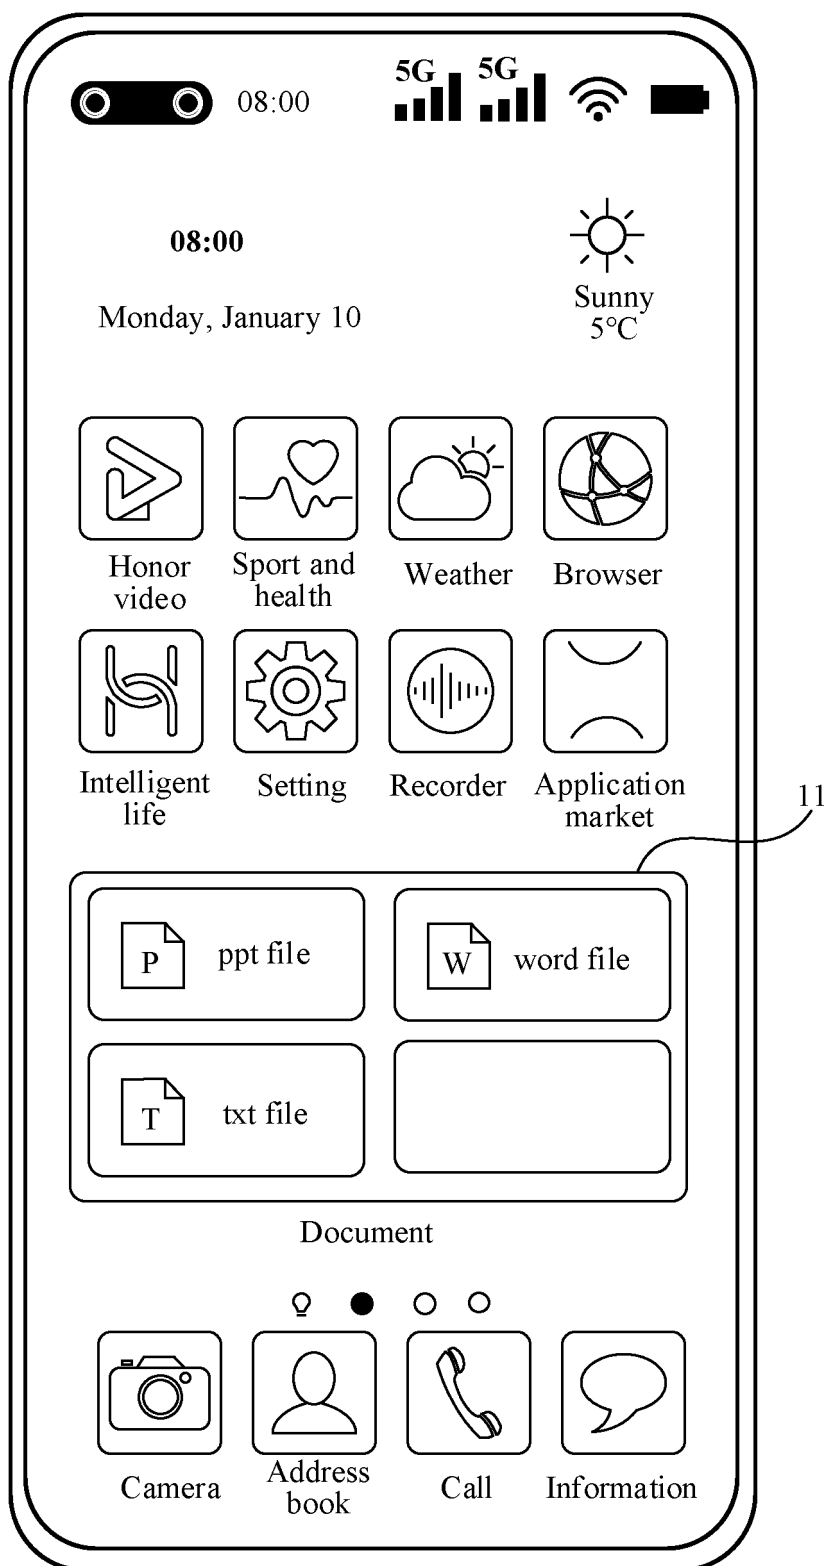 5G 5G
08:00
08:00
Sunny
5°C
Monday, January 10
Honor
video
Sport and
health
Weather
Browser
Intelligent
life
Setting
Recorder
Application
market
11
P ppt file
W word file
T txt file
Document
Camera
Address
book
Call
Information